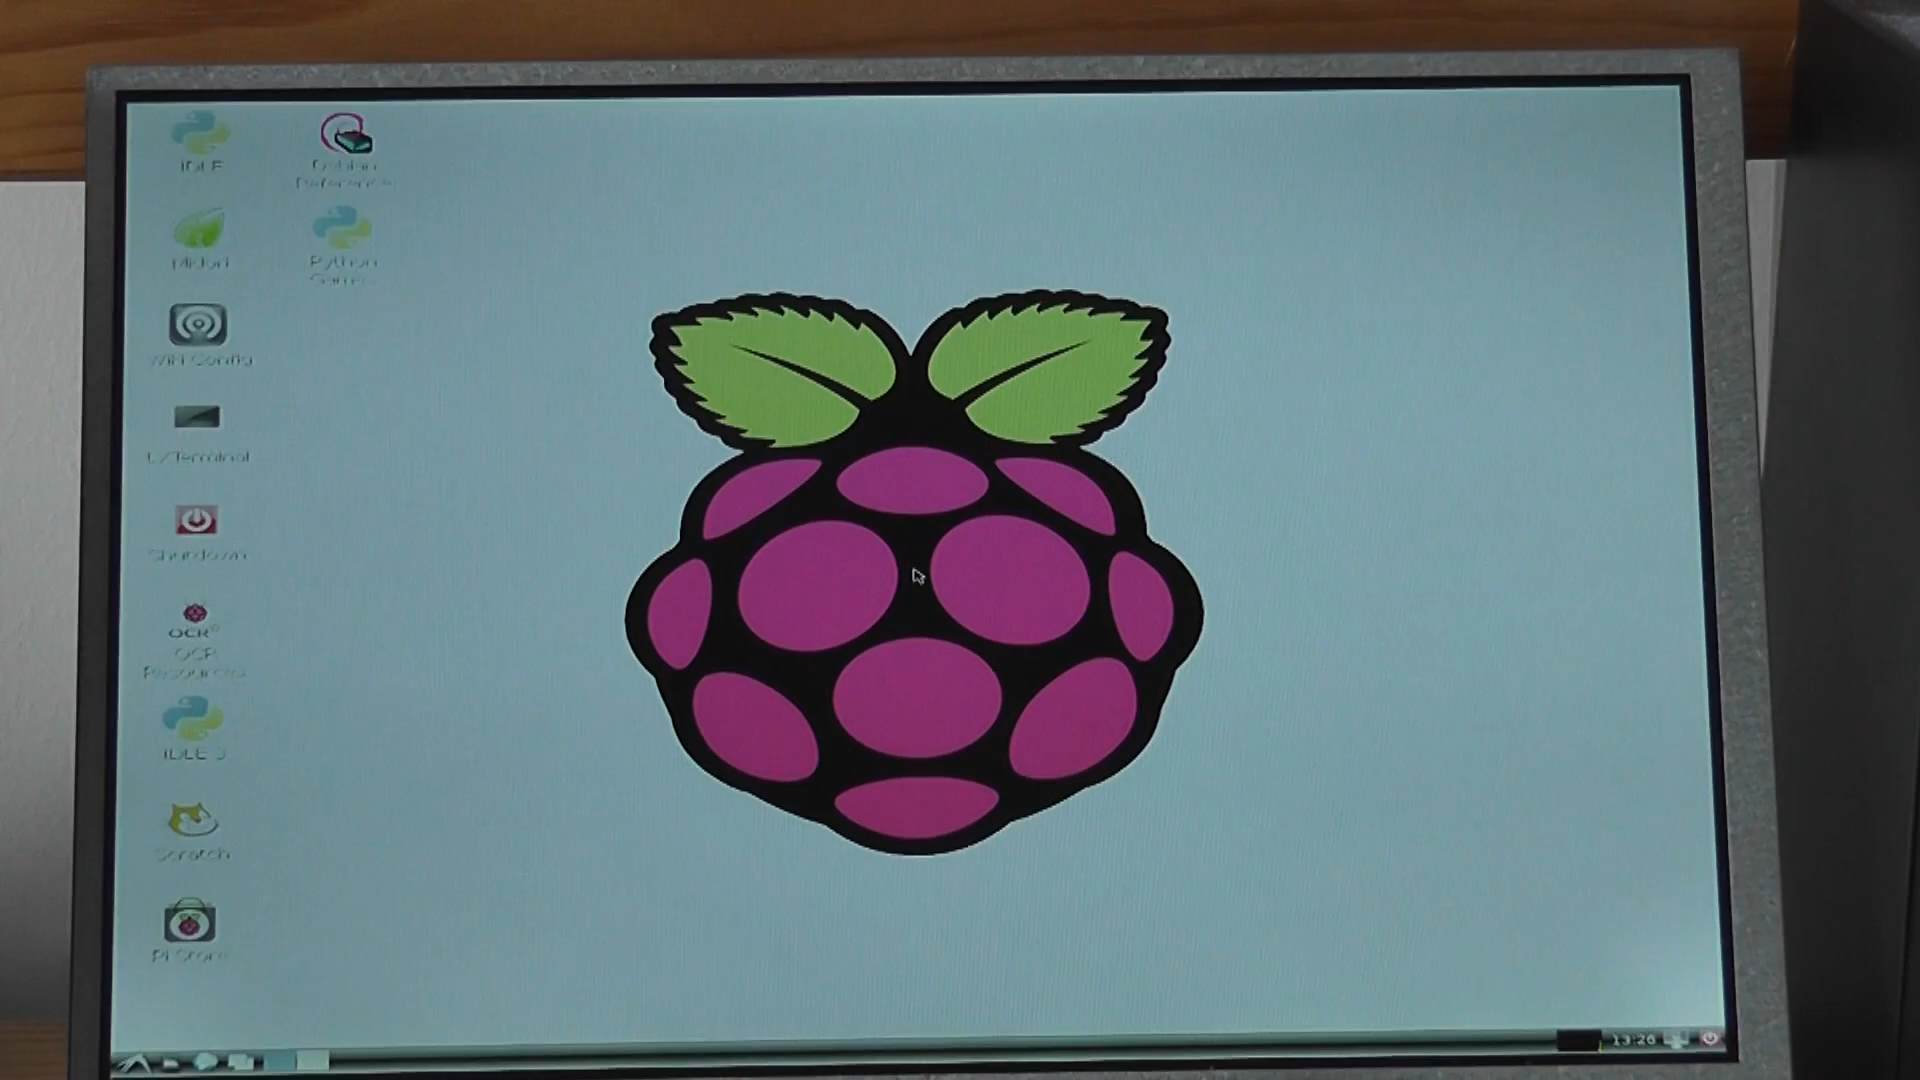 IDLE
Midori
WiFi Config
LXTerminal
Shutdown
OCR
OCR
Resources
IDLE 3
Scratch
Pi Store
Debian
Reference
Python
Games
13:26